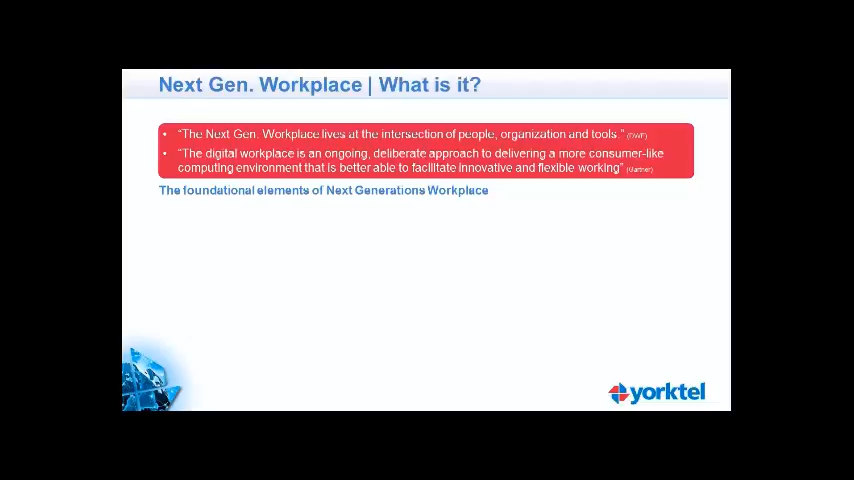 Next Gen. Workplace | What is it?
• “The Next Gen. Workplace lives at the intersection of people, organization and tools.” (DWF)
• “The digital workplace is an ongoing, deliberate approach to delivering a more consumer-like
computing environment that is better able to facilitate innovative and flexible working” (Gartner)
The foundational elements of Next Generations Workplace
yorktel